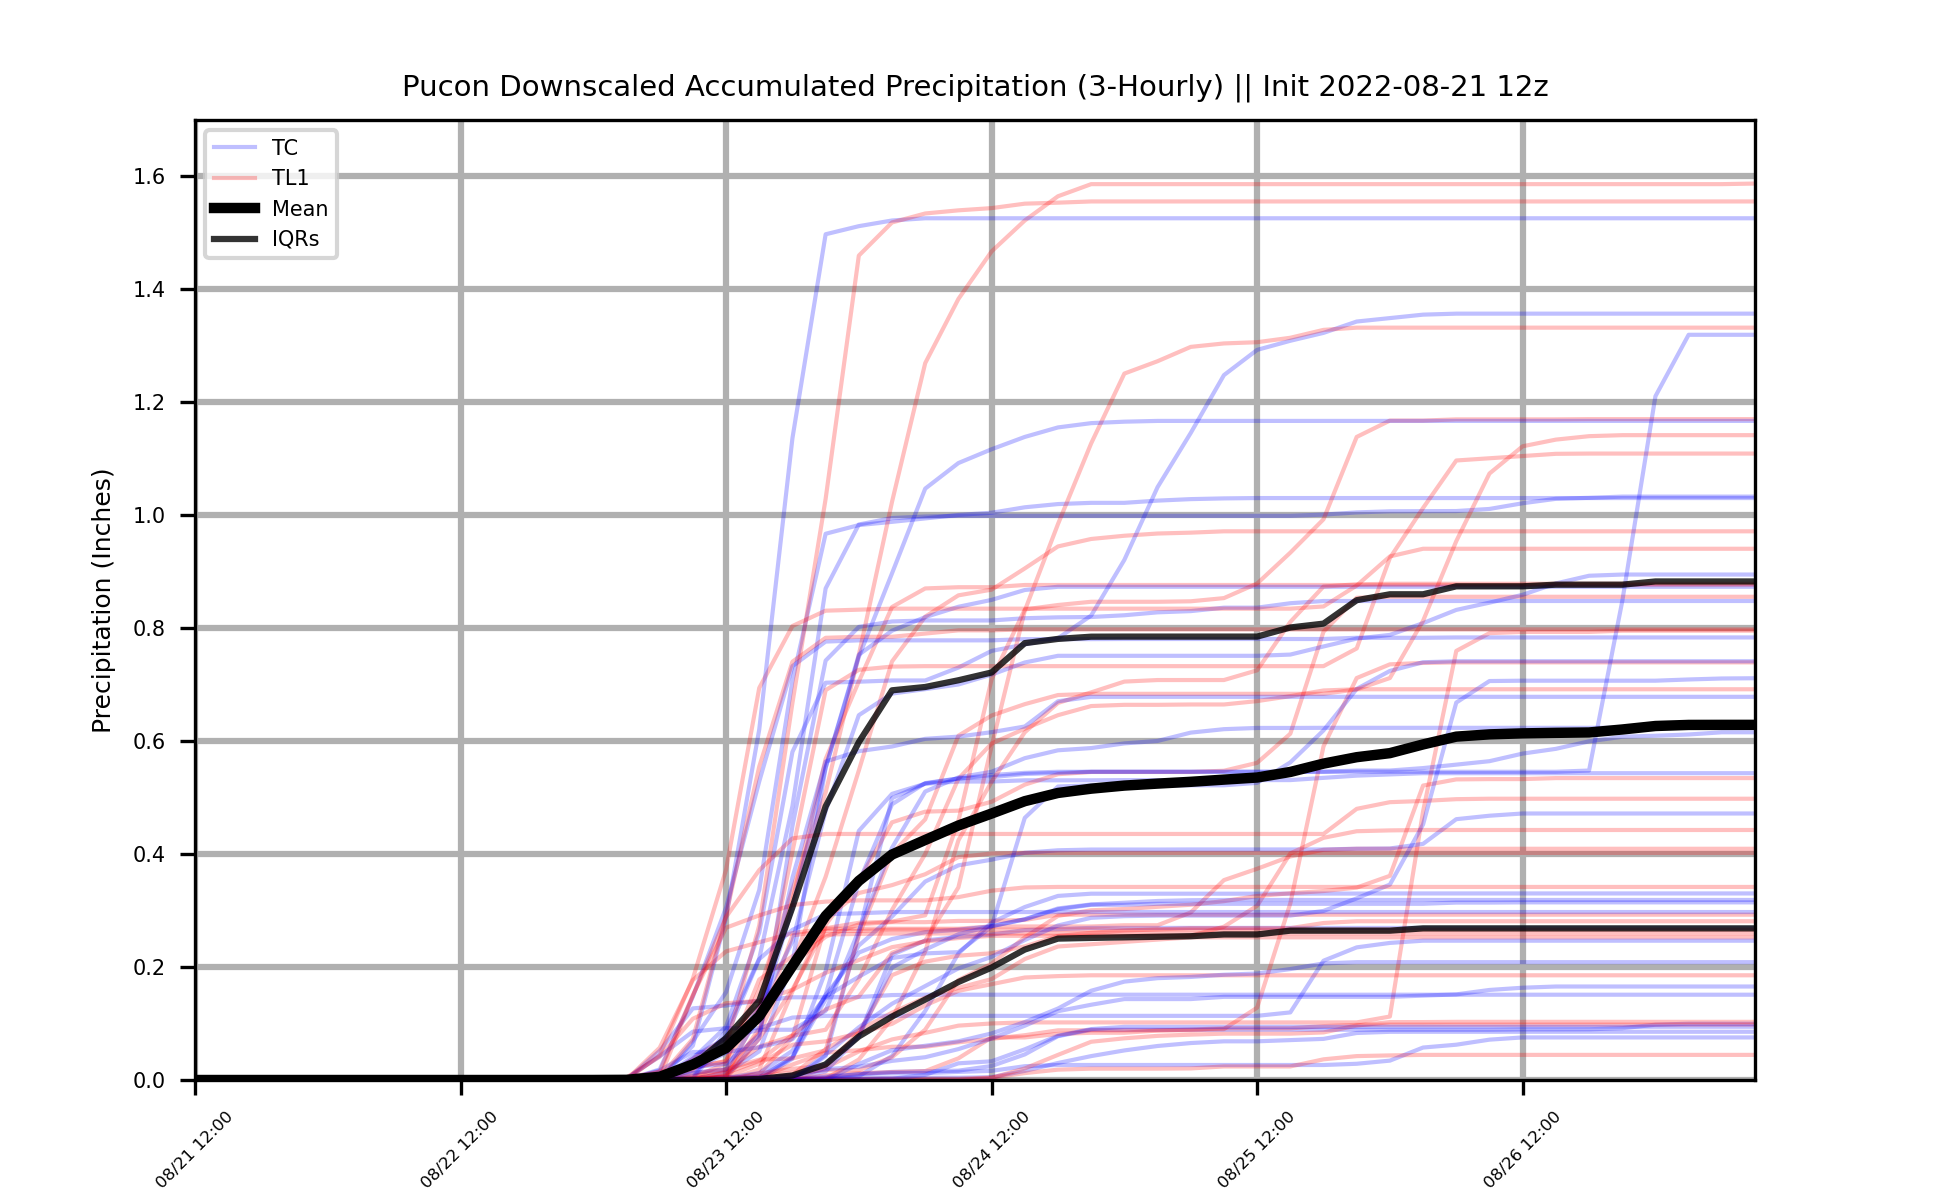 Pucon Downscaled Accumulated Precipitation (3-Hourly) || Init 2022-08-21 12z
TC
TL1
Mean
IQRs
Precipitation (Inches)
1.6
1.4
1.2
1.0
0.8
0.6
0.4
0.2
0.0
08/21 12:00
08/22 12:00
08/23 12:00
08/24 12:00
08/25 12:00
08/26 12:00